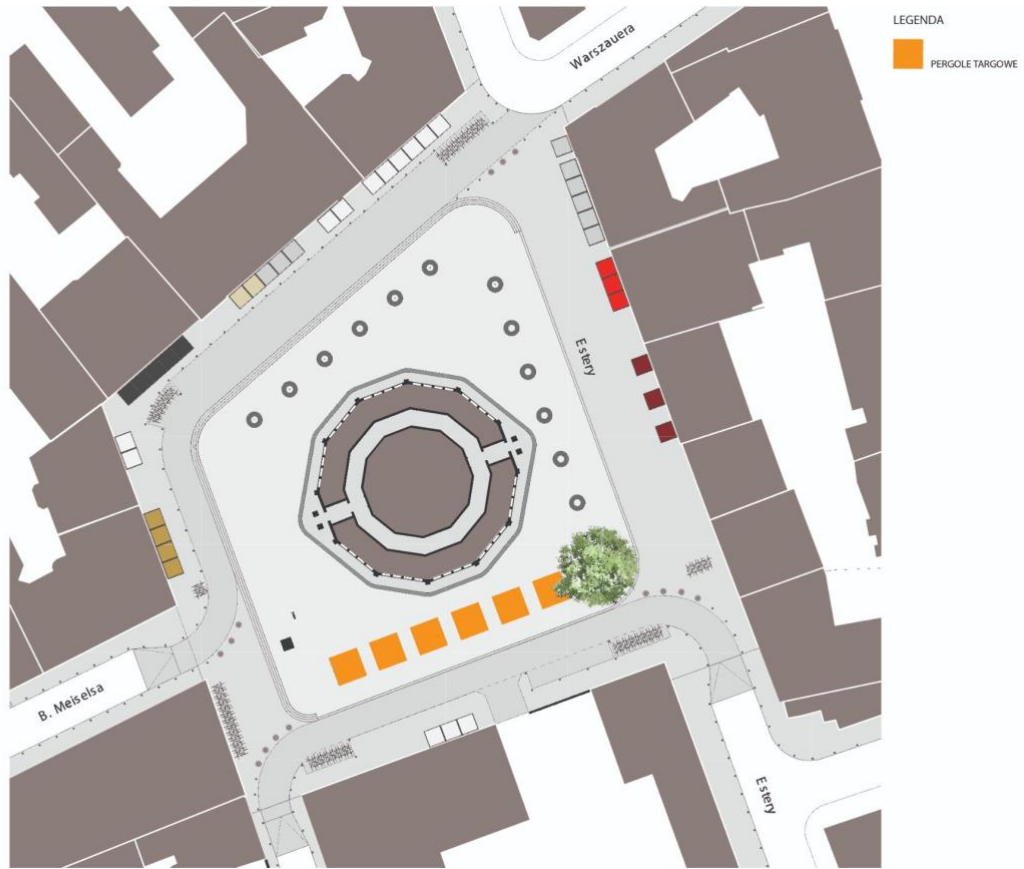 LEGENDA
PERGOLE TARGOWE
Warszauera
Estery
B. Meiselsa
Estery